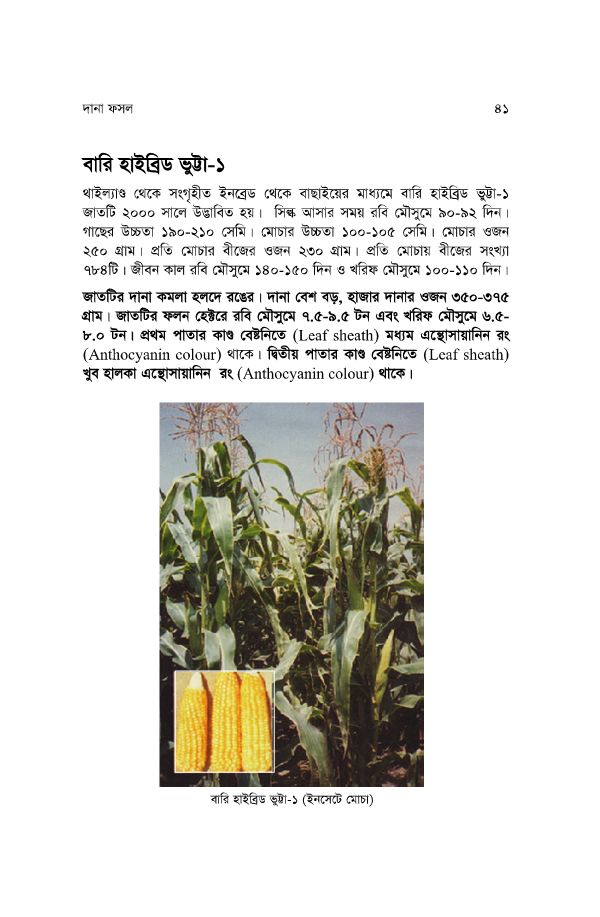 দানা ফসল ৪১
বারি হাইব্রিড ভুট্টা-১
থাইল্যাণ্ড থেকে সংগৃহীত ইনব্রেড থেকে বাছাইয়ের মাধ্যমে বারি হাইব্রিড ভুট্টা-১
জাতটি ২০০০ সালে উদ্ভাবিত হয়। সিল্ক আসার সময় রবি মৌসুমে ৯০-৯২ দিন।
গাছের উচ্চতা ১৯০-২১০ সেমি। মোচার উচ্চতা ১০০-১০৫ সেমি। মোচার ওজন
২৫০ গ্রাম। প্রতি মোচার বীজের ওজন ২৩০ গ্রাম। প্রতি মোচায় বীজের সংখ্যা
৭৮৪টি। জীবন কাল রবি মৌসুমে ১৪০-১৫০ দিন ও খরিফ মৌসুমে ১০০-১১০ দিন।
জাতটির দানা কমলা হলদে রঙের। দানা বেশ বড়, হাজার দানার ওজন ৩৫০-৩৭৫
গ্রাম। জাতটির ফলন হেক্টরে রবি মৌসুমে ৭.৫-৯.৫ টন এবং খরিফ মৌসুমে ৬.৫-
৮.০ টন। প্রথম পাতার কাণ্ড বেষ্টনিতে (Leaf sheath) মধ্যম এন্থোসায়ানিন রং
(Anthocyanin colour) থাকে। দ্বিতীয় পাতার কাণ্ড বেষ্টনিতে (Leaf sheath)
খুব হালকা এন্থোসায়ানিন রং (Anthocyanin colour) থাকে।
বারি হাইব্রিড ভুট্টা-১ (ইনসেটে মোচা)